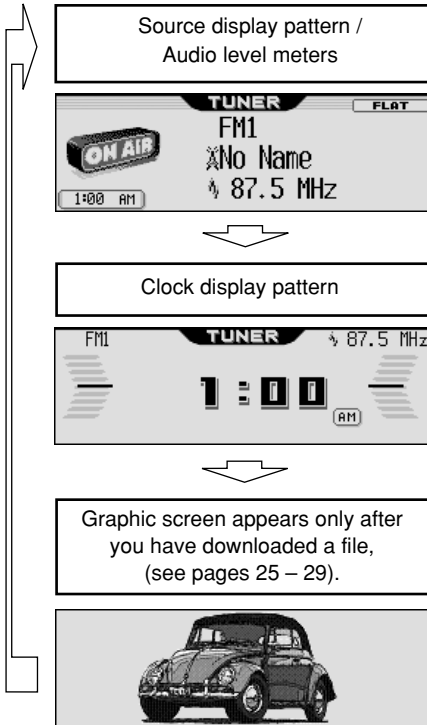 Source display pattern /
Audio level meters
TUNER
FLAT
FM1
ON AIR
No Name
87.5 MHz
1:00 AM
Clock display pattern
FM1
TUNER
87.5 MHz
1:00
AM
Graphic screen appears only after
you have downloaded a file,
(see pages 25 – 29).